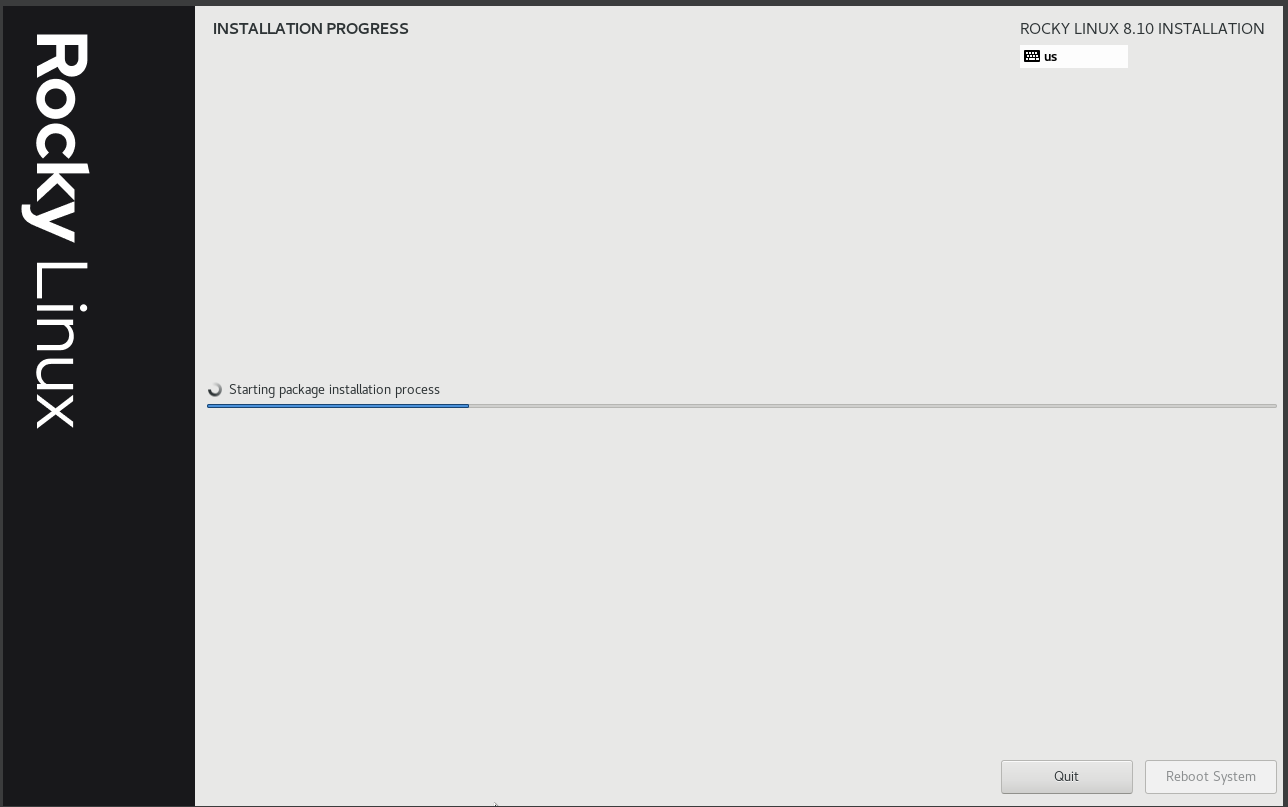 Rocky Linux
INSTALLATION PROGRESS
ROCKY LINUX 8.10 INSTALLATION
us
Starting package installation process
Quit
Reboot System